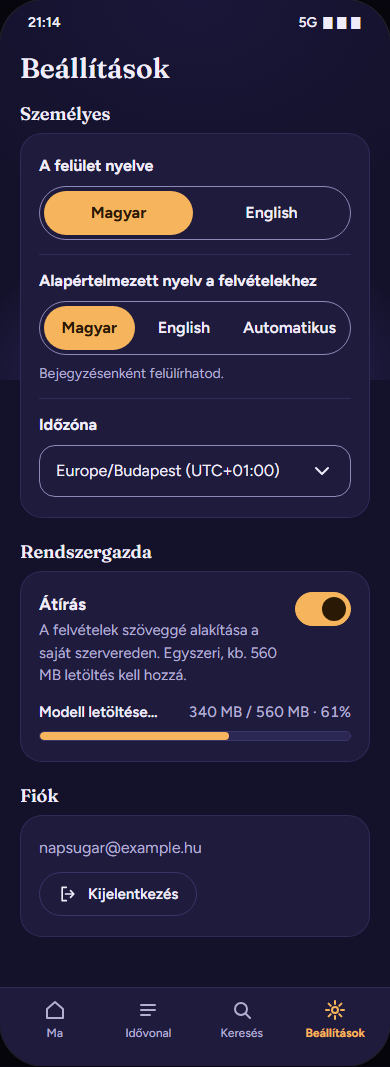 21:14
5G
Beállítások
Személyes
A felület nyelve
Magyar
English
Alapértelmezett nyelv a felvételekhez
Magyar
English
Automatikus
Bejegyzésenként felülírhatod.
Időzóna
Europe/Budapest (UTC+01:00)
Rendszergazda
Átírás
A felvételek szöveggé alakítása a
saját szervereden. Egyszeri, kb. 560
MB letöltés kell hozzá.
Modell letöltése… 340 MB / 560 MB · 61%
Fiók
napsugar@example.hu
Kijelentkezés
Ma
Idővonal
Keresés
Beállítások